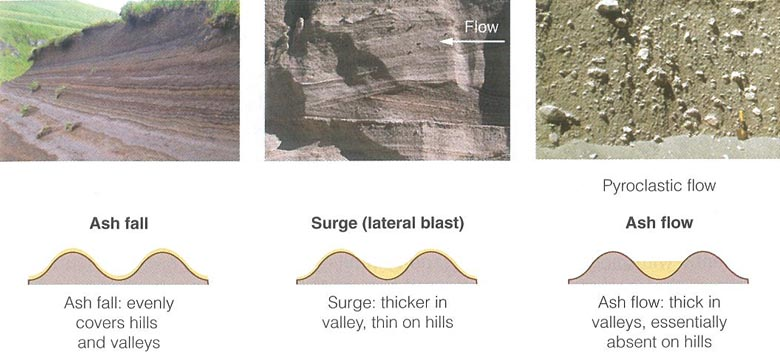 Flow
Pyroclastic flow
Ash fall
Surge (lateral blast)
Ash flow
Ash fall: evenly
covers hills
and valleys
Surge: thicker in
valley, thin on hills
Ash flow: thick in
valleys, essentially
absent on hills